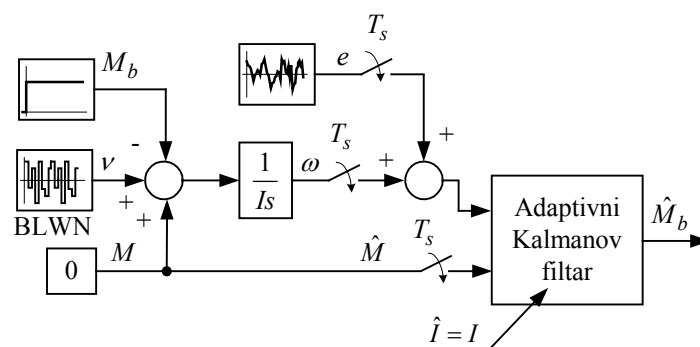 T_s
e
M_b
-
+
T_s
ν
1
Is
ω
+
+
+
BLWN
Adaptivni
Kalmanov
filtar
M̂_b
T_s
0
M
M̂
Î = I